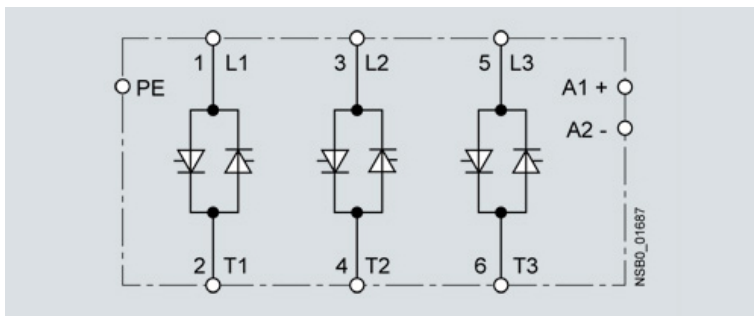 1 L1
3 L2
5 L3
PE
A1 +
A2 -
2 T1
4 T2
6 T3
NSB0_01687